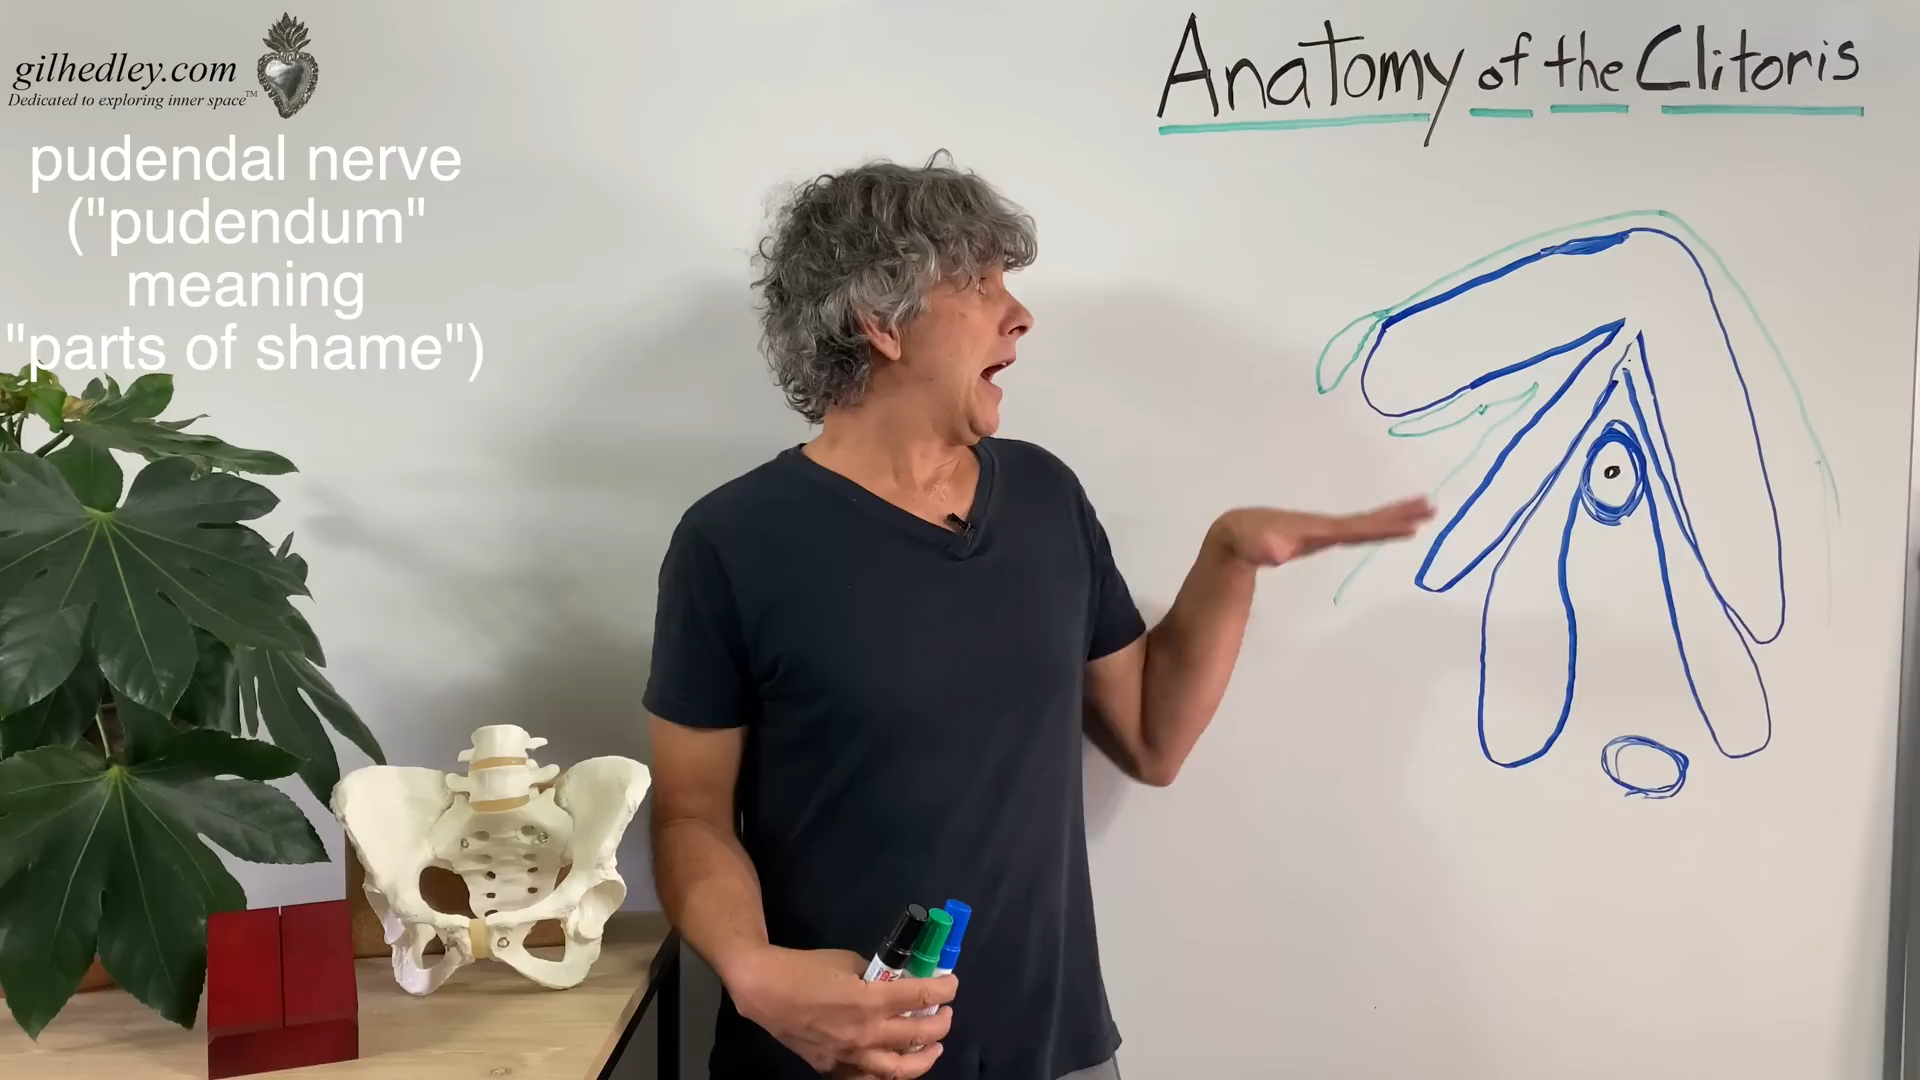 gilhedley.com
Dedicated to exploring inner space™
pudendal nerve
("pudendum"
meaning
"parts of shame")
Anatomy of the Clitoris